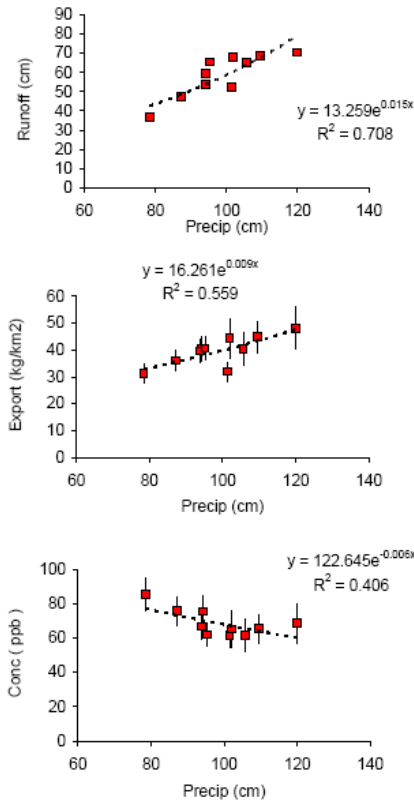 90
80
70
60
50
40
30
20
10
0
Runoff (cm)
y = 13.259e^0.015x
R² = 0.708
60 80 100 120 140
Precip (cm)
y = 16.261e^0.009x
R² = 0.559
60
50
40
30
20
10
0
Export (kg/km2)
60 80 100 120 140
Precip (cm)
y = 122.645e^-0.006x
R² = 0.406
100
80
60
40
20
0
Conc ( ppb)
60 80 100 120 140
Precip (cm)